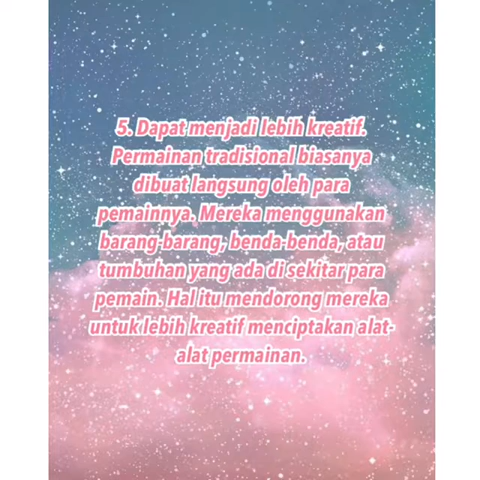 5. Dapat menjadi lebih kreatif.
Permainan tradisional biasanya
dibuat langsung oleh para
pemainnya. Mereka menggunakan
barang-barang, benda-benda, atau
tumbuhan yang ada di sekitar para
pemain. Hal itu mendorong mereka
untuk lebih kreatif menciptakan alat-
alat permainan.